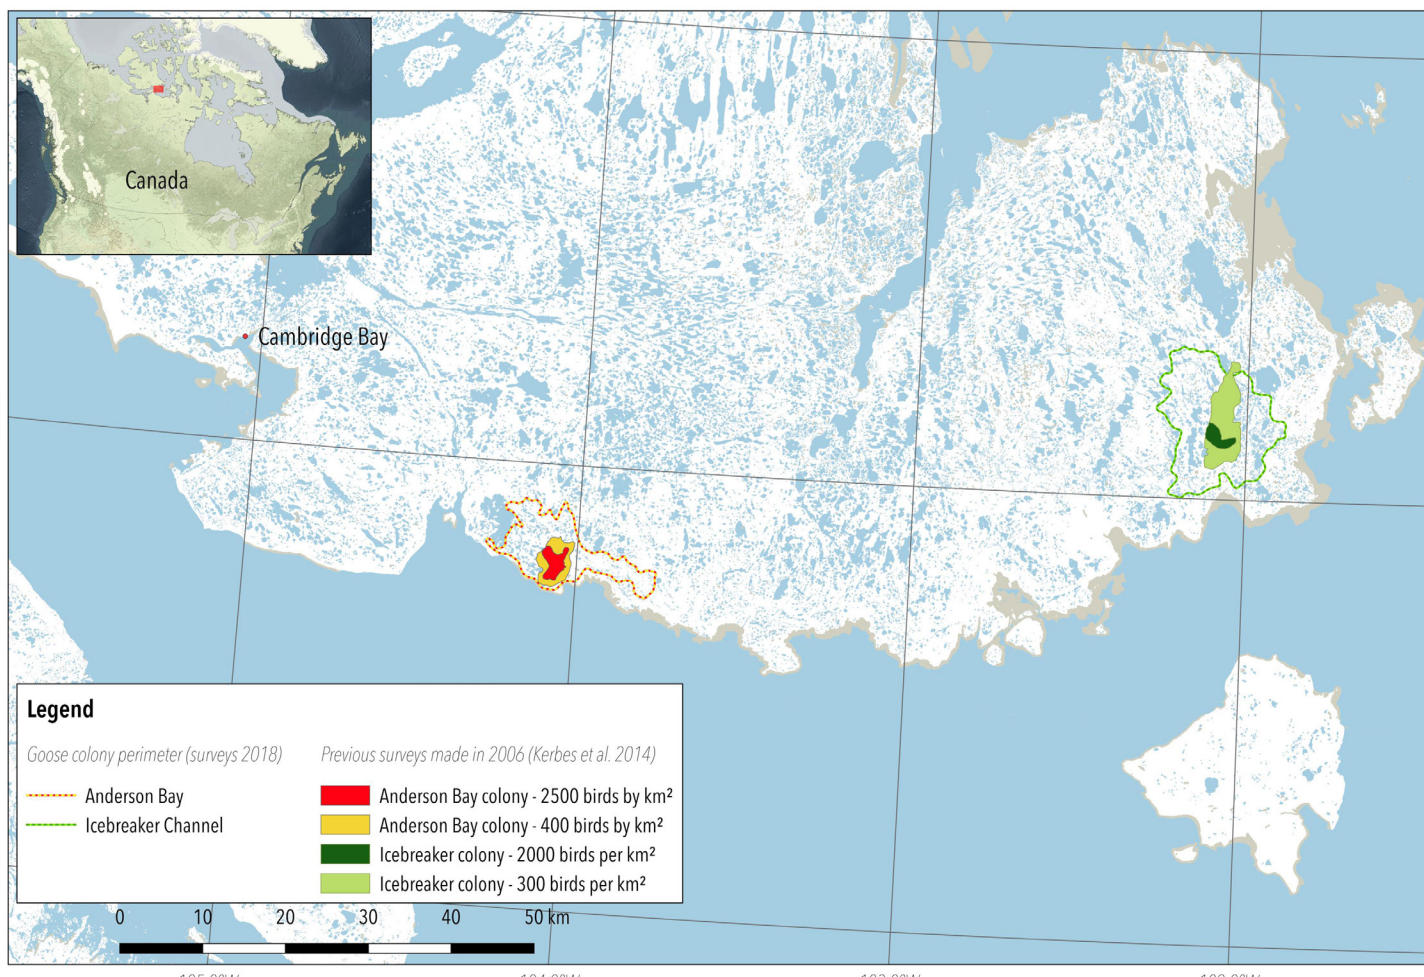 Canada
Cambridge Bay
Legend
Goose colony perimeter (surveys 2018)
Anderson Bay
Icebreaker Channel
Previous surveys made in 2006 (Kerbes et al. 2014)
Anderson Bay colony - 2500 birds by km²
Anderson Bay colony - 400 birds by km²
Icebreaker colony - 2000 birds per km²
Icebreaker colony - 300 birds per km²
0 10 20 30 40 50 km